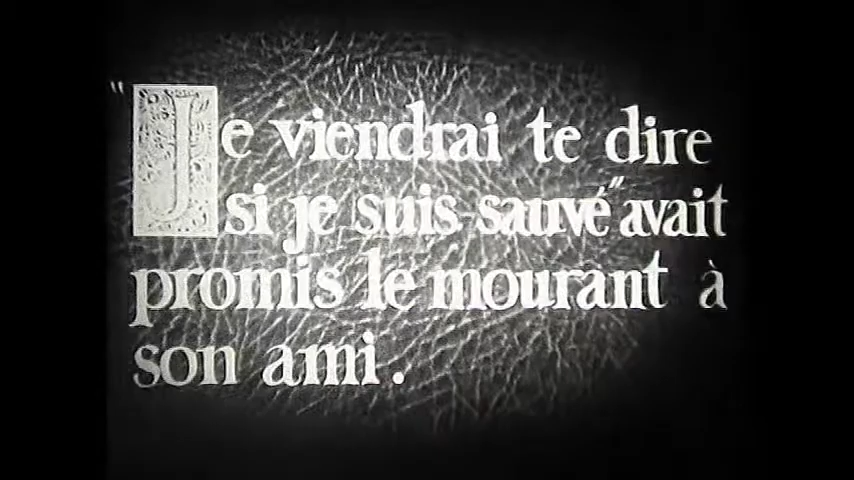 "Je viendrai te dire
si je suis sauvé" avait
promis le mourant à
son ami.